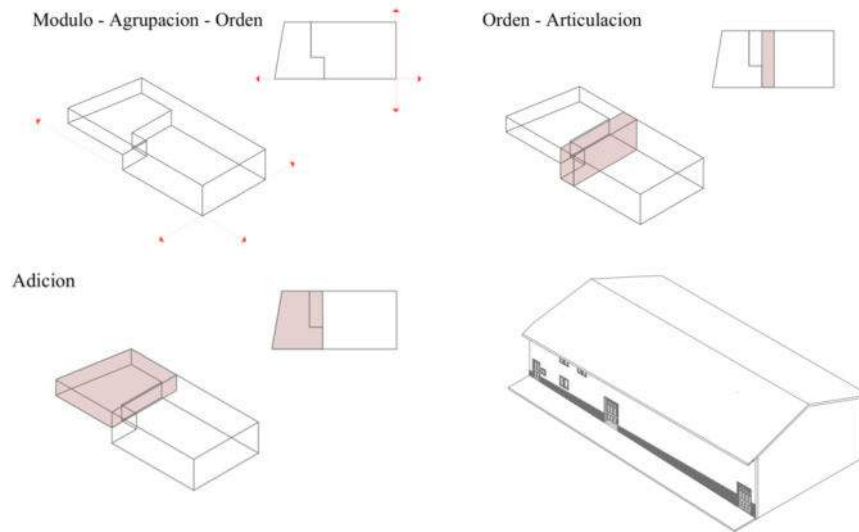 Modulo - Agrupacion - Orden
Orden - Articulacion
Adicion